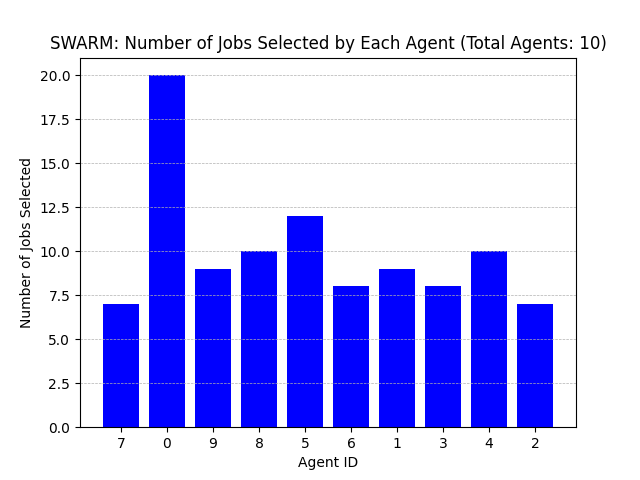 SWARM: Number of Jobs Selected by Each Agent (Total Agents: 10)
Number of Jobs Selected
20.0
17.5
15.0
12.5
10.0
7.5
5.0
2.5
0.0
7 0 9 8 5 6 1 3 4 2
Agent ID